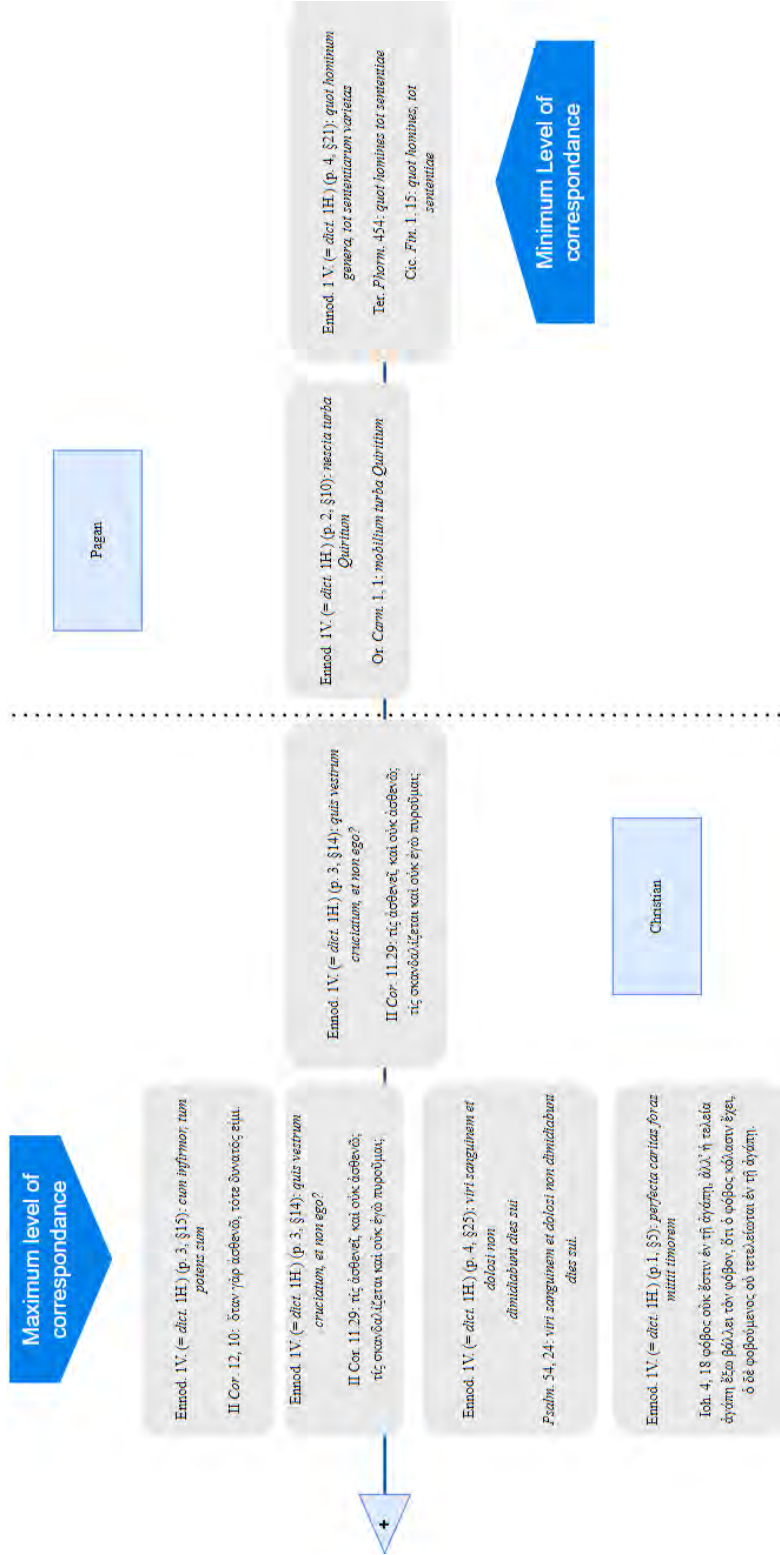 Maximum level of
correspondance
Pagan
Ennod. 1V. (= dict. 1H.) (p. 3, §15): cum infirmor, tum
potens sum
II Cor. 12, 10: ὅταν γὰρ ἀσθενῶ, τότε δυνατός εἰμι.
Ennod. 1V. (= dict. 1H.) (p. 3, §14): quis vestrum
cruciatum, et non ego?
II Cor. 11.29: τίς ἀσθενεῖ, καὶ οὐκ ἀσθενῶ;
τίς σκανδαλίζεται καὶ οὐκ ἐγὼ πυροῦμαι;
Ennod. 1V. (= dict. 1H.) (p. 4, §25): viri sanguinem et
dolosi non
dimidiabunt dies sui
Psalm. 54, 24: viri sanguinem et dolosi non dimidiabunt
dies sui.
Ennod. 1V. (= dict. 1H.) (p.1, §5): perfecta caritas foras
mittit timorem
Ioh. 4, 18 φόβος οὐκ ἔστιν ἐν τῇ ἀγάπῃ, ἀλλ' ἡ τελεία
ἀγάπη ἔξω βάλλει τὸν φόβον, ὅτι ὁ φόβος κόλασιν ἔχει,
ὁ δὲ φοβούμενος οὐ τετελείωται ἐν τῇ ἀγάπῃ.
+
Ennod. 1V. (= dict. 1H.) (p. 3, §14): quis vestrum
cruciatum, et non ego?
II Cor. 11.29: τίς ἀσθενεῖ, καὶ οὐκ ἀσθενῶ;
τίς σκανδαλίζεται καὶ οὐκ ἐγὼ πυροῦμαι;
Christian
Ennod. 1V. (= dict. 1H.) (p. 2, §10): nescia turba
Quiritum
Or. Carm. 1, 1: mobilium turba Quiritium
Ennod. 1 V. (= dict. 1H.) (p. 4, §21): quot hominum
genera, tot sententiarum varietas
Ter. Phorm. 454: quot homines tot sententiae
Cic. Fin. 1. 15: quot homines, tot
sententiae
Minimum Level of
correspondance